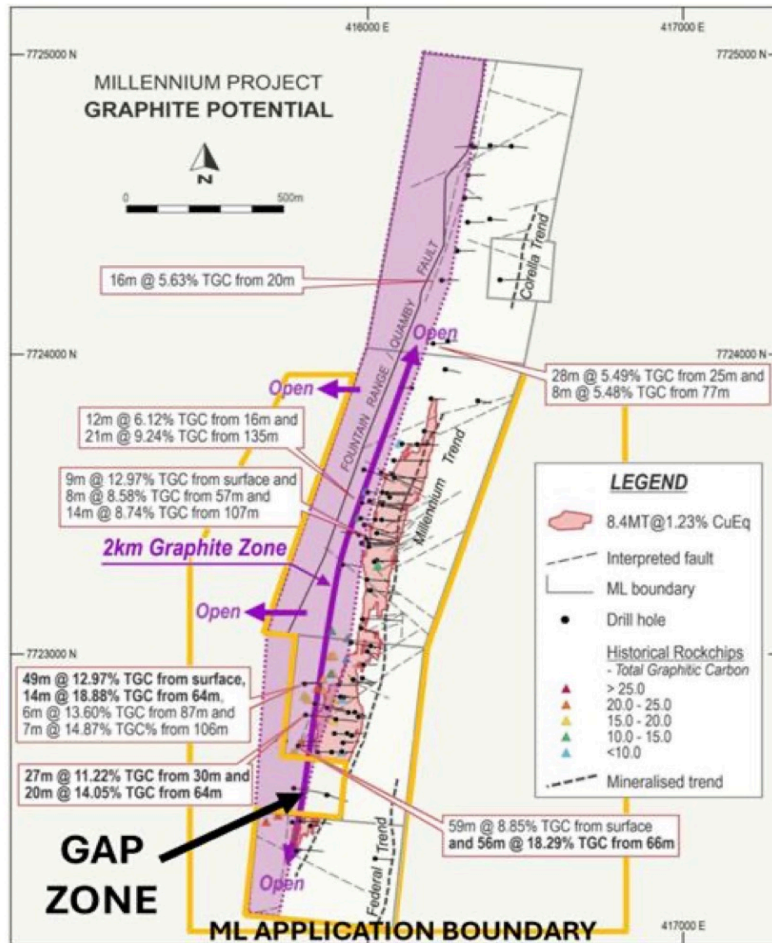 416000 E
417000 E
7725000 N
7725000 N
MILLENNIUM PROJECT
GRAPHITE POTENTIAL
N
0
500m
Corella Trend
16m @ 5.63% TGC from 20m
FOUNTAIN RANGE / QUAMBY FAULT
Open
7724000 N
7724000 N
Open
28m @ 5.49% TGC from 25m and
8m @ 5.48% TGC from 77m
12m @ 6.12% TGC from 16m and
21m @ 9.24% TGC from 135m
Millennium Trend
9m @ 12.97% TGC from surface and
8m @ 8.58% TGC from 57m and
14m @ 8.74% TGC from 107m
2km Graphite Zone
Open
LEGEND
8.4MT@1.23% CuEq
Interpreted fault
ML boundary
Drill hole
Historical Rockchips
- Total Graphitic Carbon
> 25.0
20.0 - 25.0
15.0 - 20.0
10.0 - 15.0
<10.0
Mineralised trend
7723000 N
49m @ 12.97% TGC from surface,
14m @ 18.88% TGC from 64m,
6m @ 13.60% TGC from 87m and
7m @ 14.87% TGC% from 106m
27m @ 11.22% TGC from 30m and
20m @ 14.05% TGC from 64m
59m @ 8.85% TGC from surface
and 56m @ 18.29% TGC from 66m
GAP
ZONE
Open
Federal Trend
ML APPLICATION BOUNDARY
417000 E